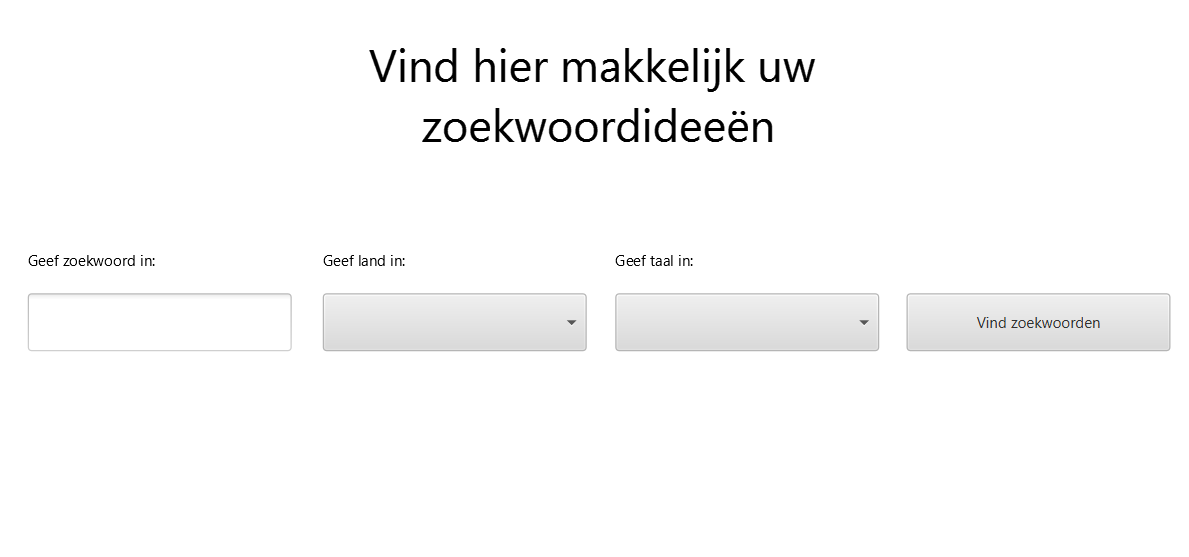 Vind hier makkelijk uw
zoekwoordideeën
Geef zoekwoord in:
Geef land in:
Geef taal in:
Vind zoekwoorden